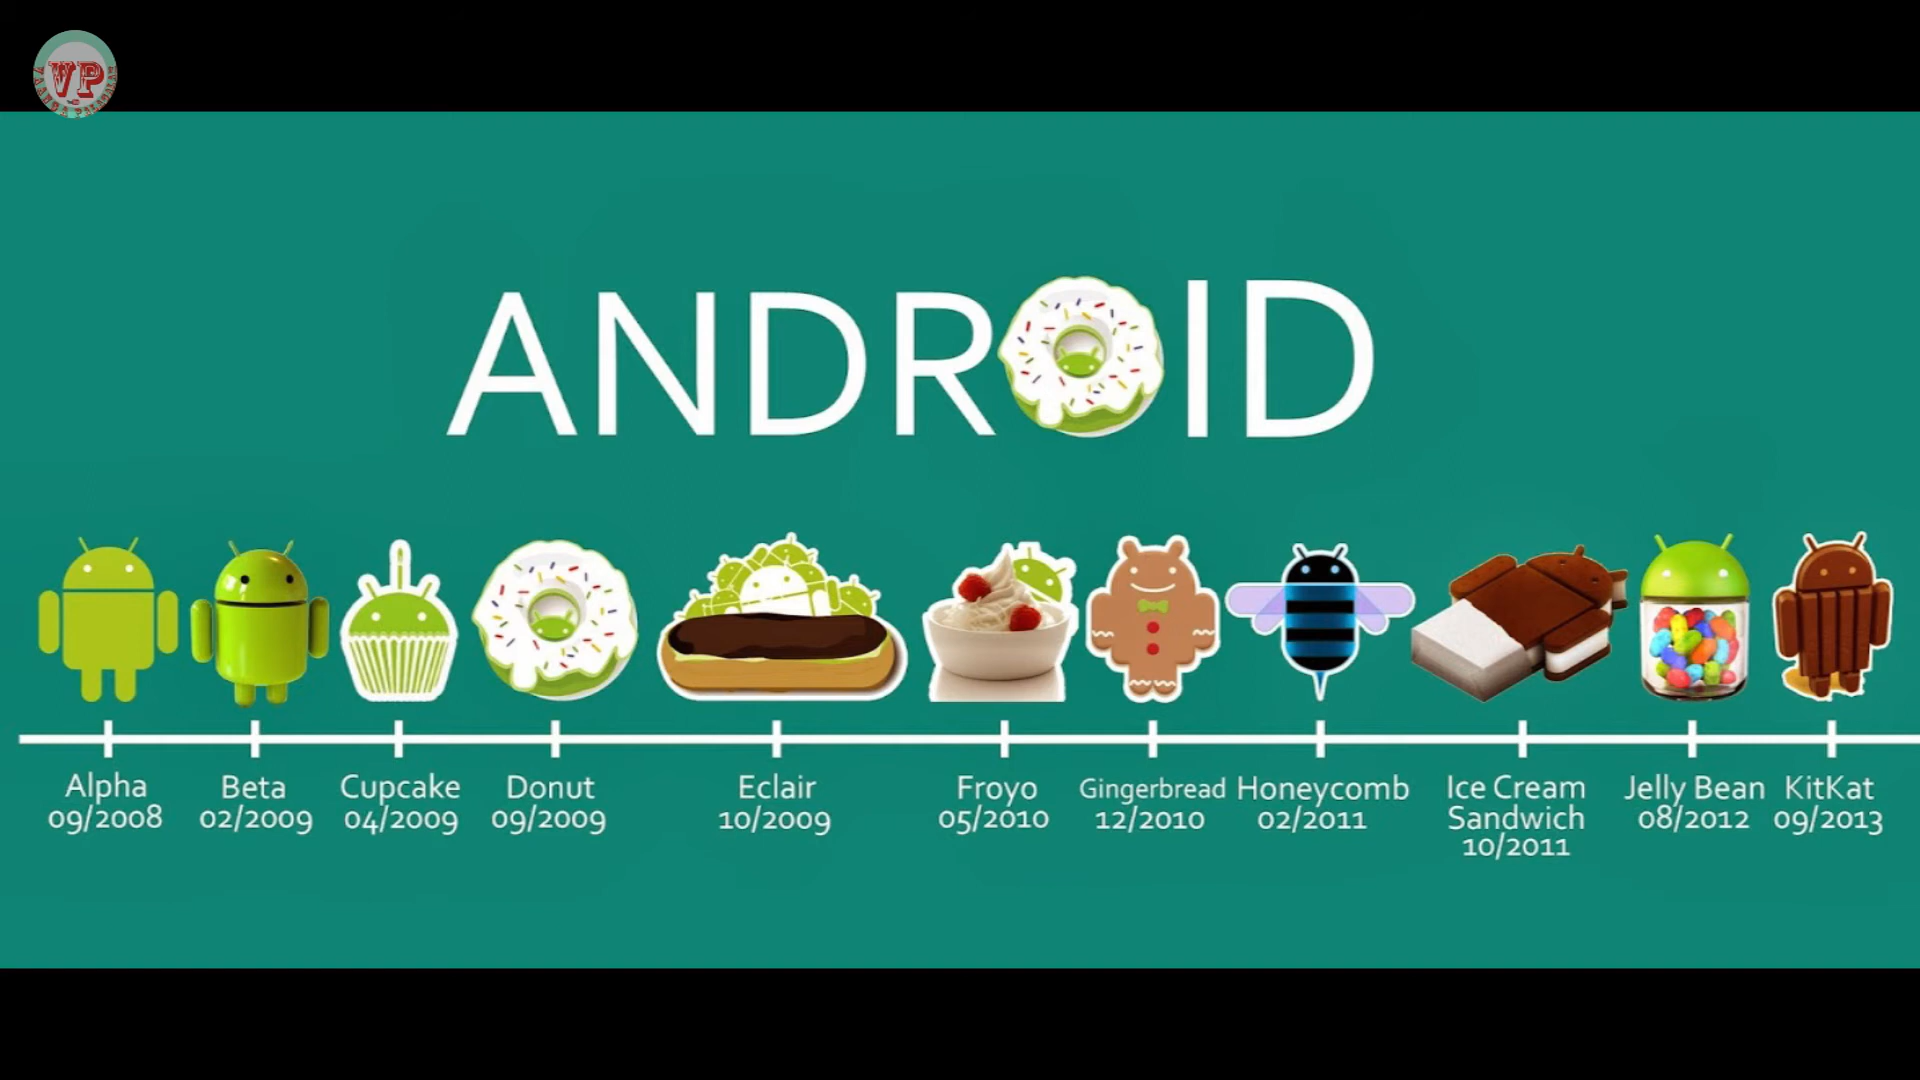 VP
ANDROID
Alpha
09/2008
Beta
02/2009
Cupcake
04/2009
Donut
09/2009
Eclair
10/2009
Froyo
05/2010
Gingerbread
12/2010
Honeycomb
02/2011
Ice Cream
Sandwich
10/2011
Jelly Bean
08/2012
KitKat
09/2013